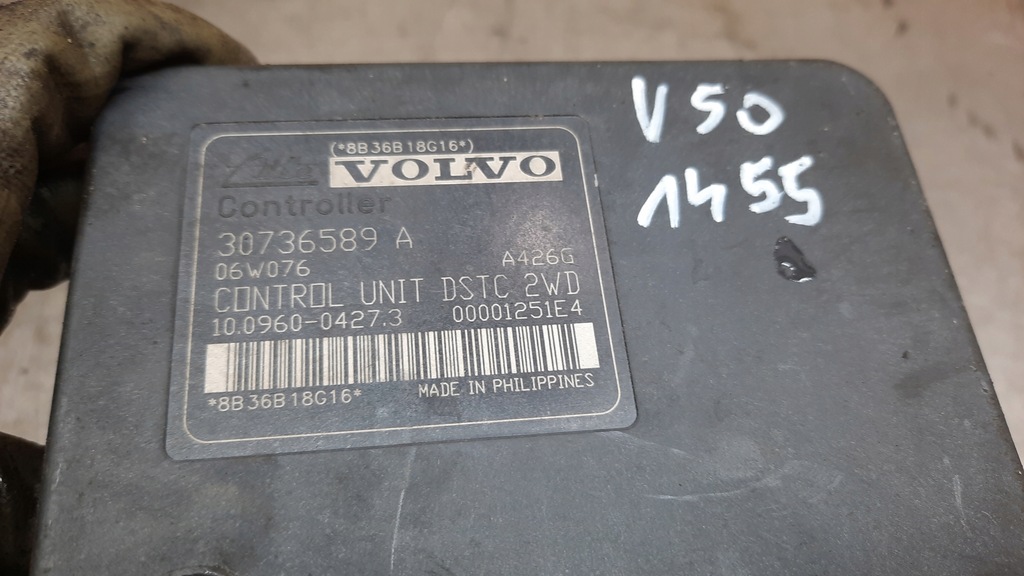 (*8B36B18G16*)
VOLVO
Controller
30736589 A
06W076 A426G
CONTROL UNIT DSTC 2WD
10.0960-0427.3 00001251E4
*8B36B18G16* MADE IN PHILIPPINES
V50
1455